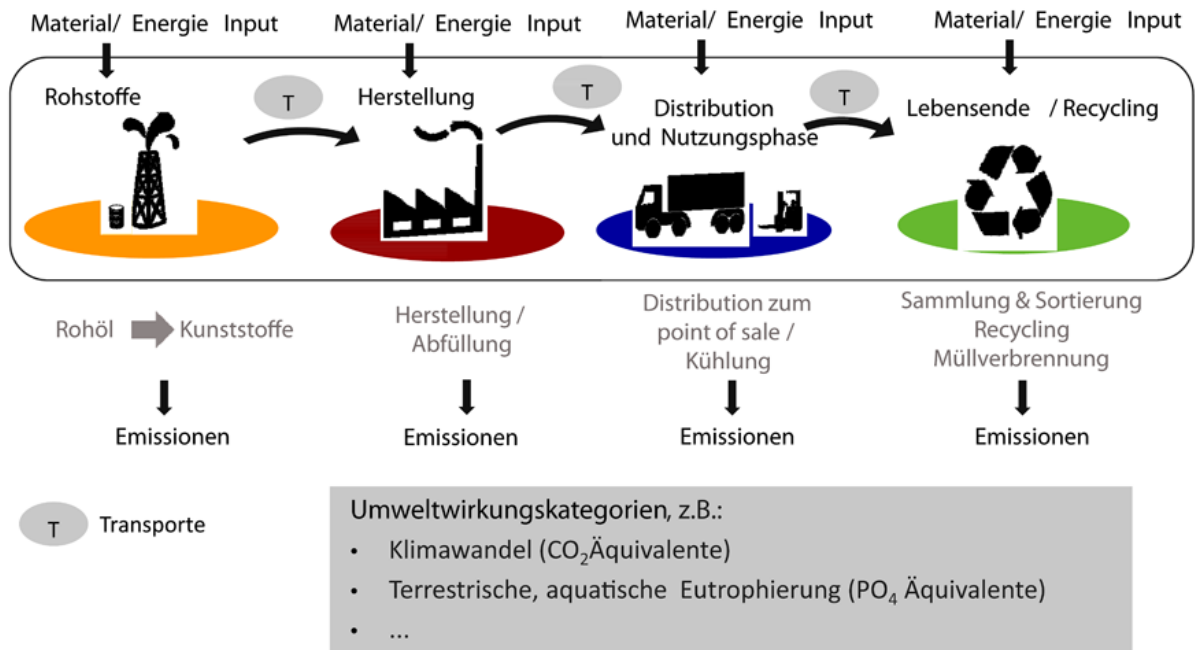 Material/ Energie Input
Material/ Energie Input
Material/ Energie Input
Material/ Energie Input
Rohstoffe
T
Herstellung
T
Distribution
und Nutzungsphase
T
Lebensende / Recycling
Rohöl
Kunststoffe
Herstellung /
Abfüllung
Distribution zum
point of sale /
Kühlung
Sammlung & Sortierung
Recycling
Müllverbrennung
Emissionen
Emissionen
Emissionen
Emissionen
T
Transporte
Umweltwirkungskategorien, z.B.:
• Klimawandel (CO₂Äquivalente)
• Terrestrische, aquatische Eutrophierung (PO₄ Äquivalente)
• ...